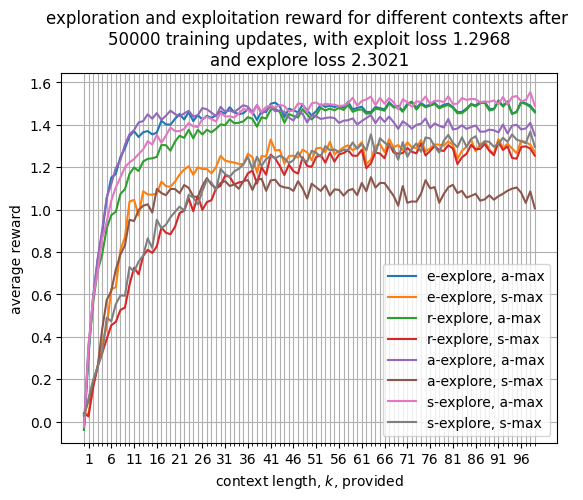 exploration and exploitation reward for different contexts after
50000 training updates, with exploit loss 1.2968
and explore loss 2.3021
1.6
1.4
1.2
1.0
0.8
0.6
0.4
0.2
0.0
average reward
e-explore, a-max
e-explore, s-max
r-explore, a-max
r-explore, s-max
a-explore, a-max
a-explore, s-max
s-explore, a-max
s-explore, s-max
1 6 11 16 21 26 31 36 41 46 51 56 61 66 71 76 81 86 91 96
context length, k, provided